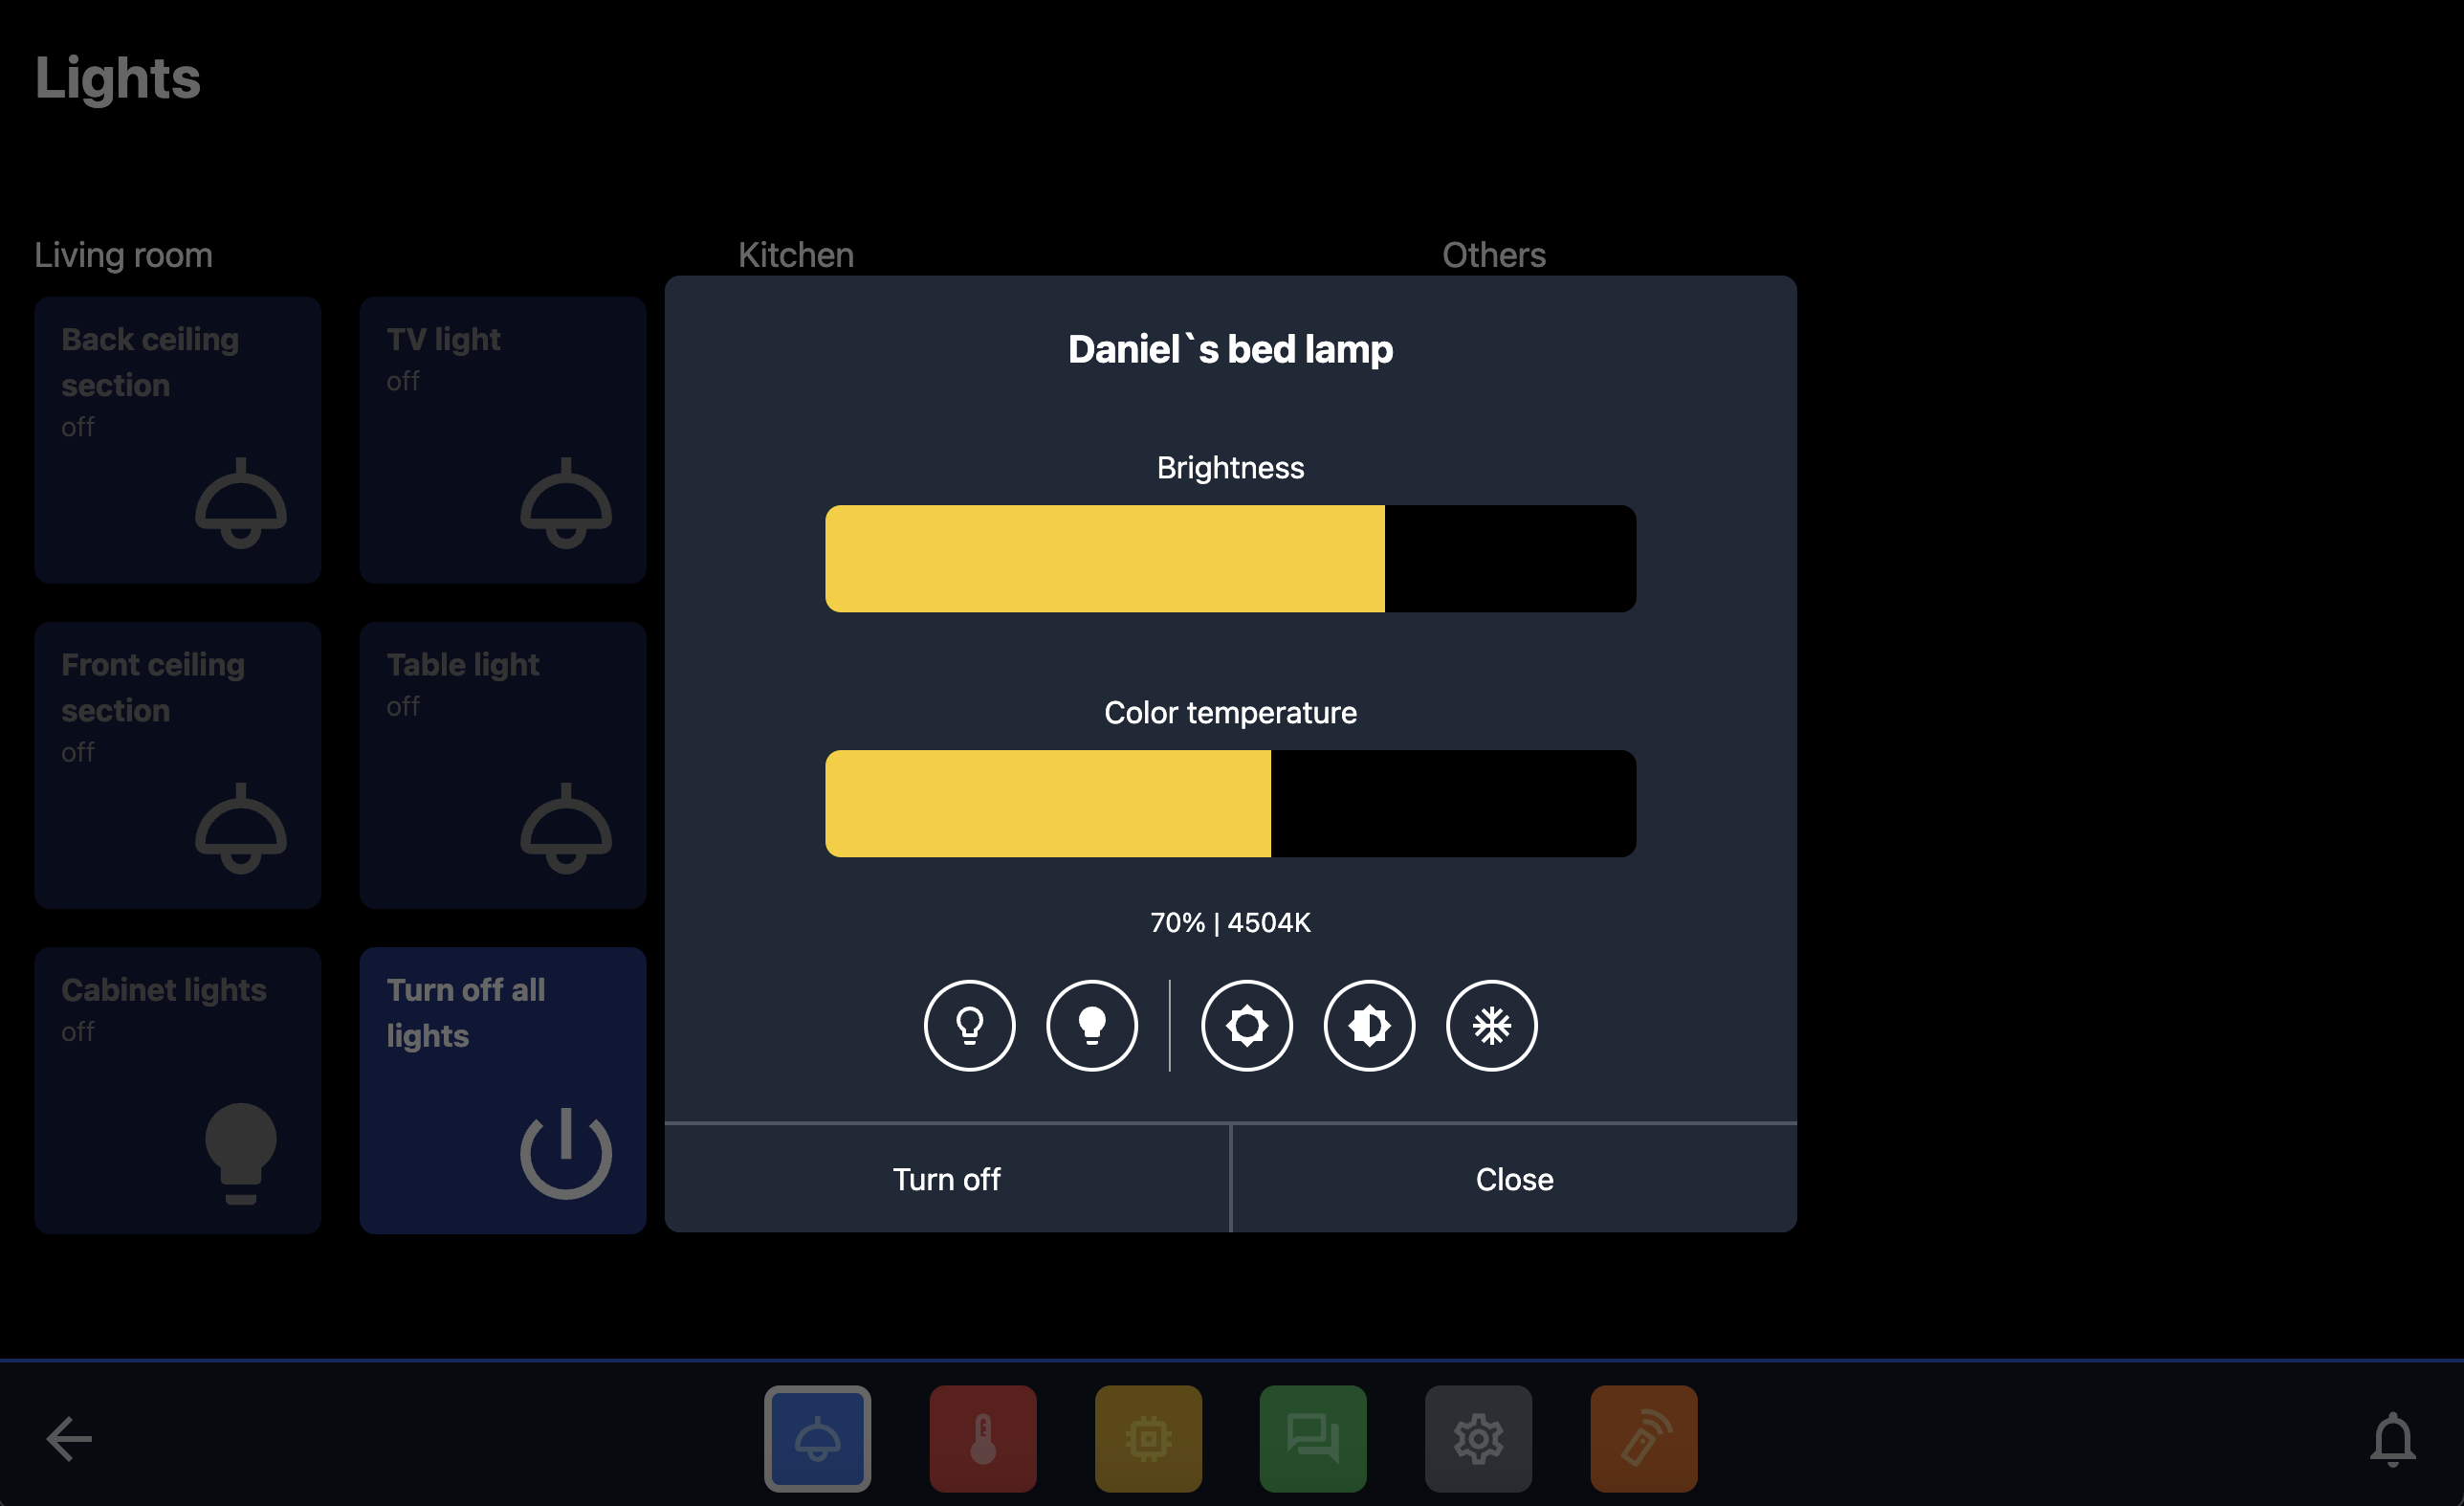 Lights
Living room
Kitchen
Others
Back ceiling
section
off
TV light
off
Front ceiling
section
off
Table light
off
Cabinet lights
off
Turn off all
lights
Daniel`s bed lamp
Brightness
Color temperature
70% | 4504K
Turn off
Close